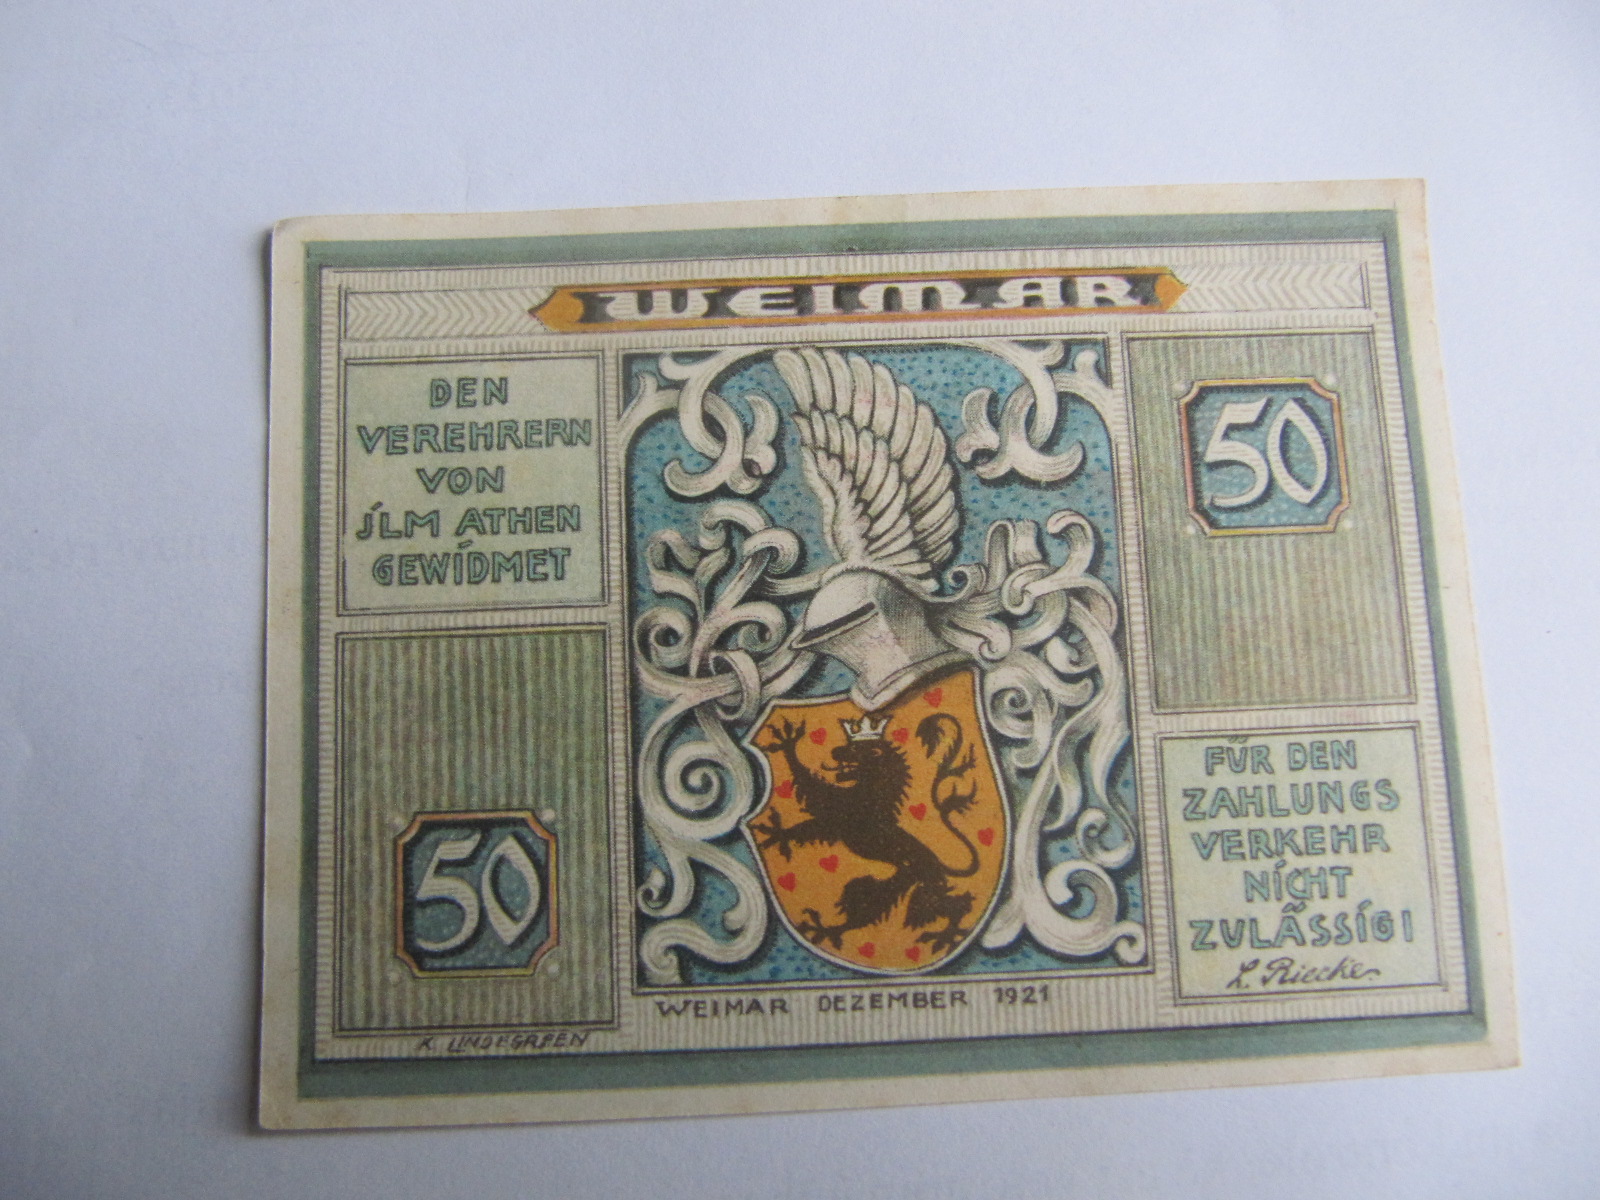 WEIMAR
DEN
VEREHRERN
VON
J'LM ATHEN
GEWÍDMET
50
50
FÜR DEN
ZAHLUNGS
VERKEHR
NÍCHT
ZULÄSSÍG!
L. Riecke.
WEIMAR DEZEMBER 1921
K. LINDEGREEN